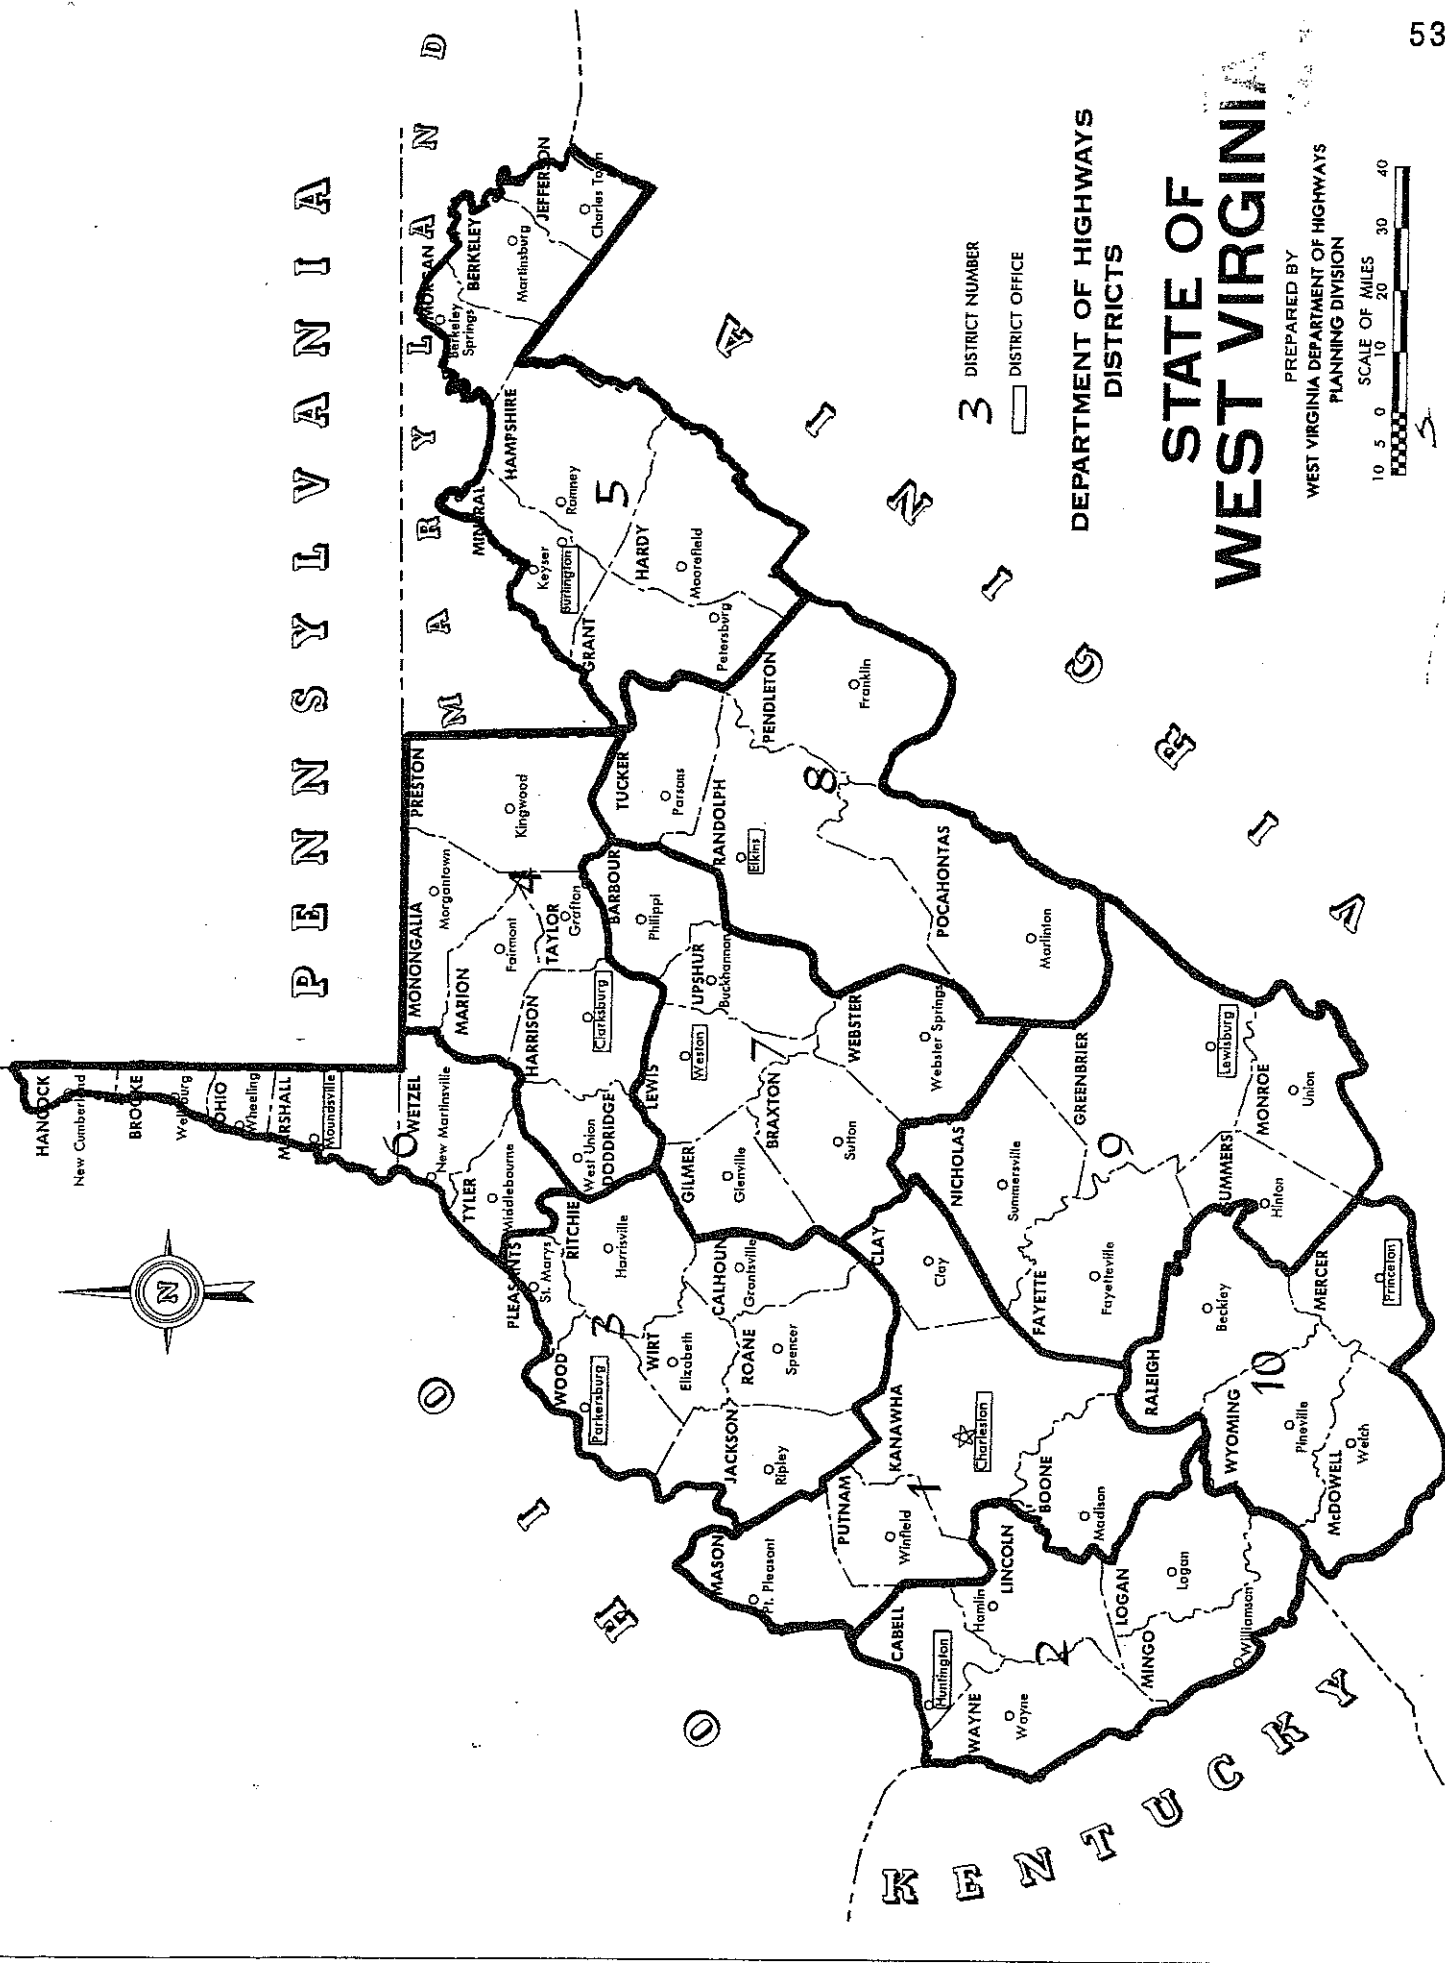 53
PENNSYLVANIA
MARYLAND
OHIO
KENTUCKY
VIRGINIA
N
HANCOCK
New Cumberland
BROOKE
Wellsburg
OHIO
Wheeling
MARSHALL
Moundsville
6
WETZEL
New Martinsville
TYLER
Middlebourne
PLEASANTS
St. Marys
RITCHIE
Harrisville
WOOD
Parkersburg
3
WIRT
Elizabeth
CALHOUN
Grantsville
ROANE
Spencer
JACKSON
Ripley
MONONGALIA
Morgantown
PRESTON
Kingwood
MARION
Fairmont
4
TAYLOR
Grafton
HARRISON
Clarksburg
DODDRIDGE
West Union
BARBOUR
Philippi
LEWIS
Weston
UPSHUR
Buckhannon
7
GILMER
Glenville
BRAXTON
Sutton
WEBSTER
Webster Springs
TUCKER
Parsons
RANDOLPH
Elkins
8
PENDLETON
Franklin
POCAHONTAS
Marlinton
MINERAL
Keyser
Burlington
HAMPSHIRE
Romney
5
GRANT
Petersburg
HARDY
Moorefield
MORGAN
Berkeley
Springs
BERKELEY
Martinsburg
JEFFERSON
Charles Town
MASON
Pt. Pleasant
PUTNAM
Winfield
1
KANAWHA
Charleston
CLAY
Clay
BOONE
Madison
CABELL
Huntington
WAYNE
Wayne
2
LINCOLN
Hamlin
LOGAN
Logan
MINGO
Williamson
NICHOLAS
Summersville
FAYETTE
Fayetteville
9
GREENBRIER
Lewisburg
SUMMERS
Hinton
MONROE
Union
RALEIGH
Beckley
10
WYOMING
Pineville
McDOWELL
Welch
MERCER
Princeton
3 DISTRICT NUMBER
DISTRICT OFFICE
DEPARTMENT OF HIGHWAYS
DISTRICTS
STATE OF
WEST VIRGINIA
PREPARED BY
WEST VIRGINIA DEPARTMENT OF HIGHWAYS
PLANNING DIVISION
SCALE OF MILES
10 5 0 10 20 30 40